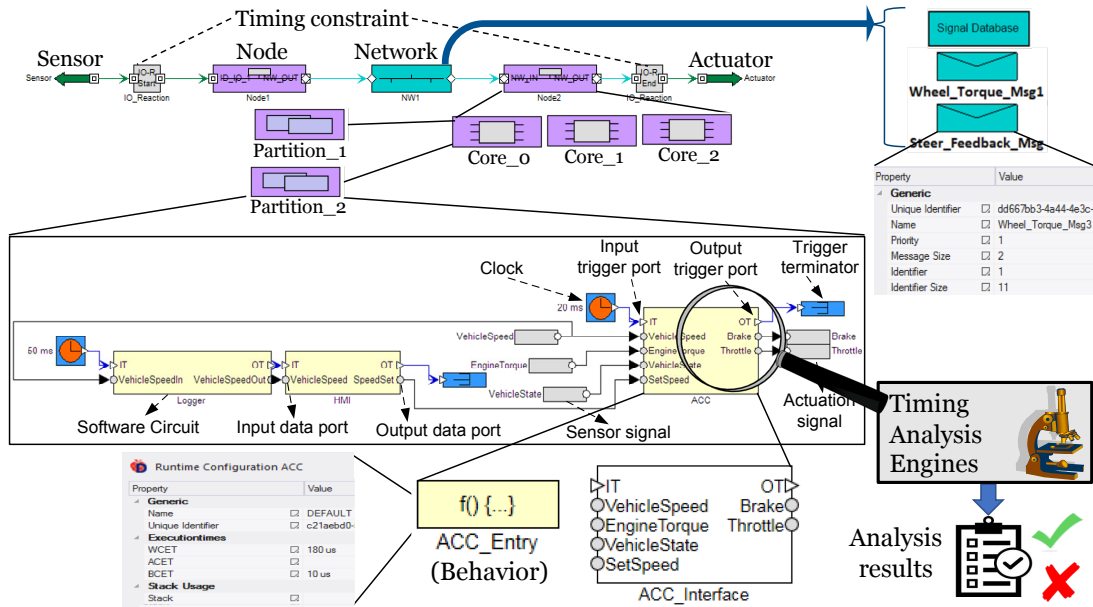 Timing constraint
Sensor
Node
Network
Actuator
Sensor
IO-R
Start
IO_Reaction
NW_OUT
Node1
NW1
NW_IN
NW_OUT
Node2
IO-R
End
IO_Reaction
Actuator
Signal Database
Wheel_Torque_Msg1
Steer_Feedback_Msg
Partition_1
Core_0
Core_1
Core_2
Partition_2
Property
Value
Generic
Unique Identifier
dd667bb3-4a44-4e3c-
Name
Wheel_Torque_Msg3
Priority
1
Message Size
2
Identifier
1
Identifier Size
11
Clock
Input
trigger port
Output
trigger port
Trigger
terminator
20 ms
IT
OT
VehicleSpeed
VehicleSpeed
Brake
Brake
EngineTorque
EngineTorque
Throttle
Throttle
VehicleState
VehicleState
SetSpeed
ACC
50 ms
IT
OT
VehicleSpeedIn
VehicleSpeedOut
Logger
IT
OT
VehicleSpeed
SpeedSet
HMI
Software Circuit
Input data port
Output data port
Sensor signal
Actuation
signal
Timing
Analysis
Engines
Analysis
results
Runtime Configuration ACC
Property
Value
Generic
Name
DEFAULT
Unique Identifier
c21aebd0-
Executiontimes
WCET
180 us
ACET
BCET
10 us
Stack Usage
Stack
f() {...}
ACC_Entry
(Behavior)
IT
OT
VehicleSpeed
Brake
EngineTorque
Throttle
VehicleState
SetSpeed
ACC_Interface